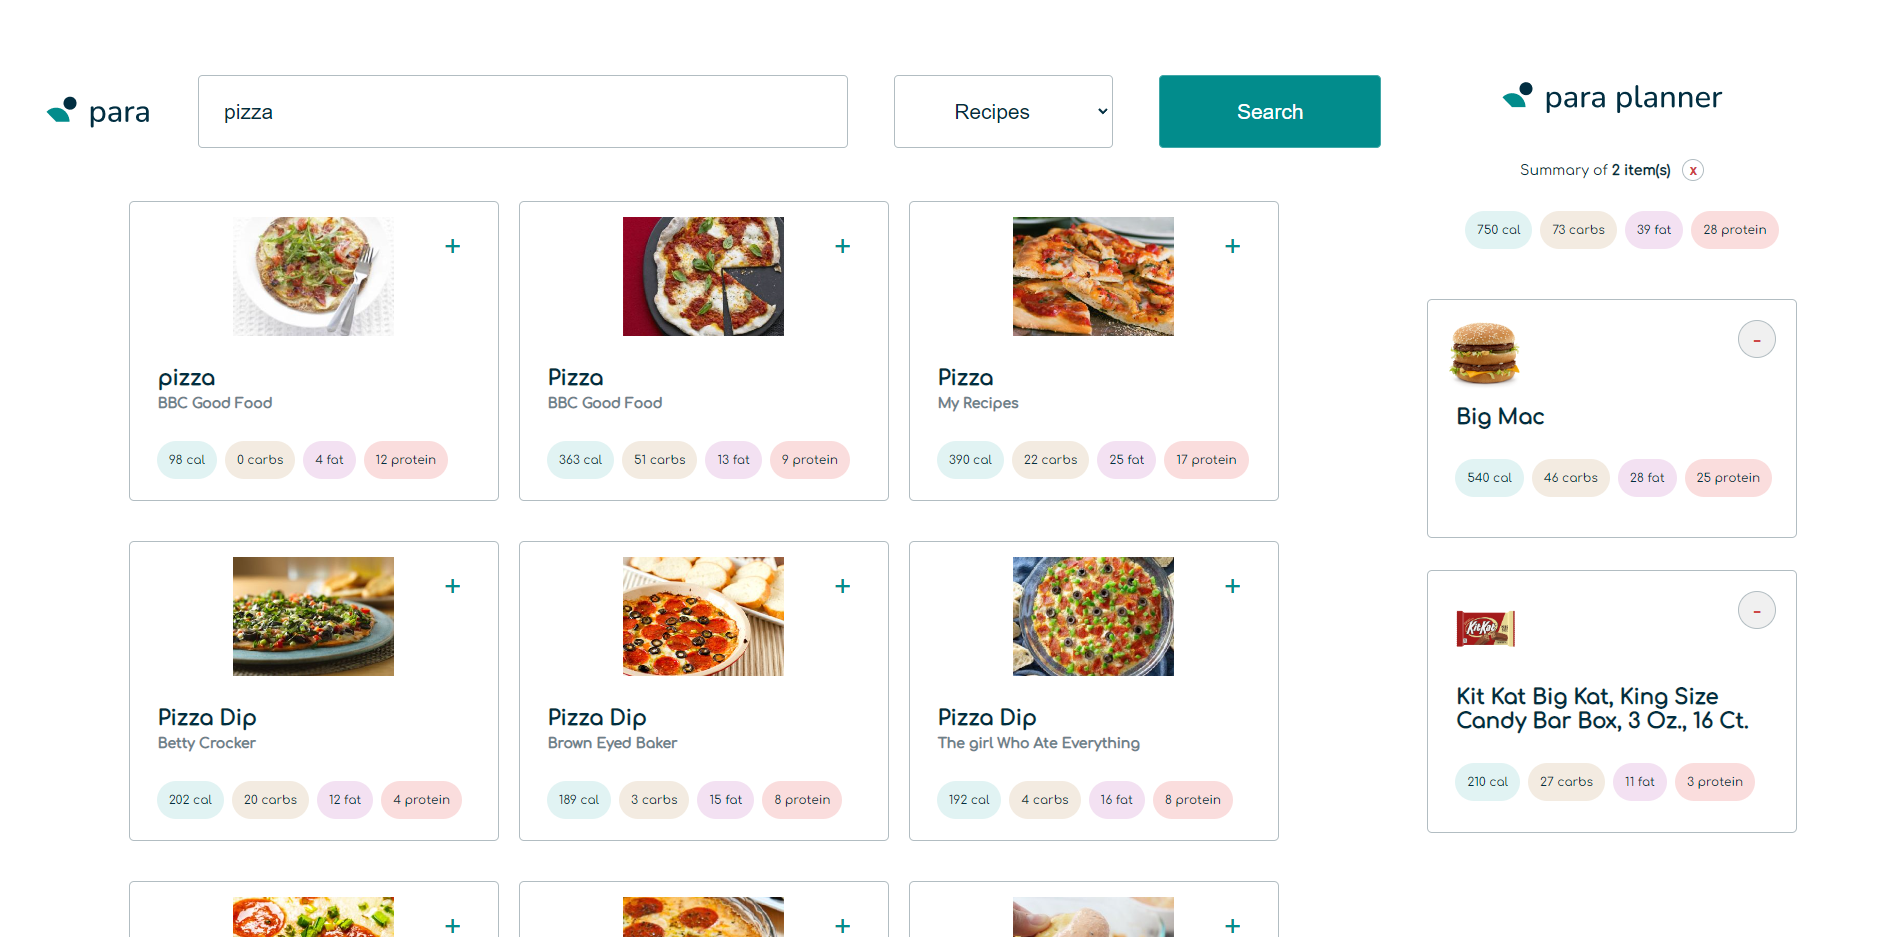 para
pizza
Recipes
Search
para planner
Summary of 2 item(s) x
750 cal 73 carbs 39 fat 28 protein
+
pizza
BBC Good Food
98 cal 0 carbs 4 fat 12 protein
+
Pizza
BBC Good Food
363 cal 51 carbs 13 fat 9 protein
+
Pizza
My Recipes
390 cal 22 carbs 25 fat 17 protein
+
Pizza Dip
Betty Crocker
202 cal 20 carbs 12 fat 4 protein
+
Pizza Dip
Brown Eyed Baker
189 cal 3 carbs 15 fat 8 protein
+
Pizza Dip
The girl Who Ate Everything
192 cal 4 carbs 16 fat 8 protein
+
+
+
-
Big Mac
540 cal 46 carbs 28 fat 25 protein
-
KitKat
Kit Kat Big Kat, King Size
Candy Bar Box, 3 Oz., 16 Ct.
210 cal 27 carbs 11 fat 3 protein